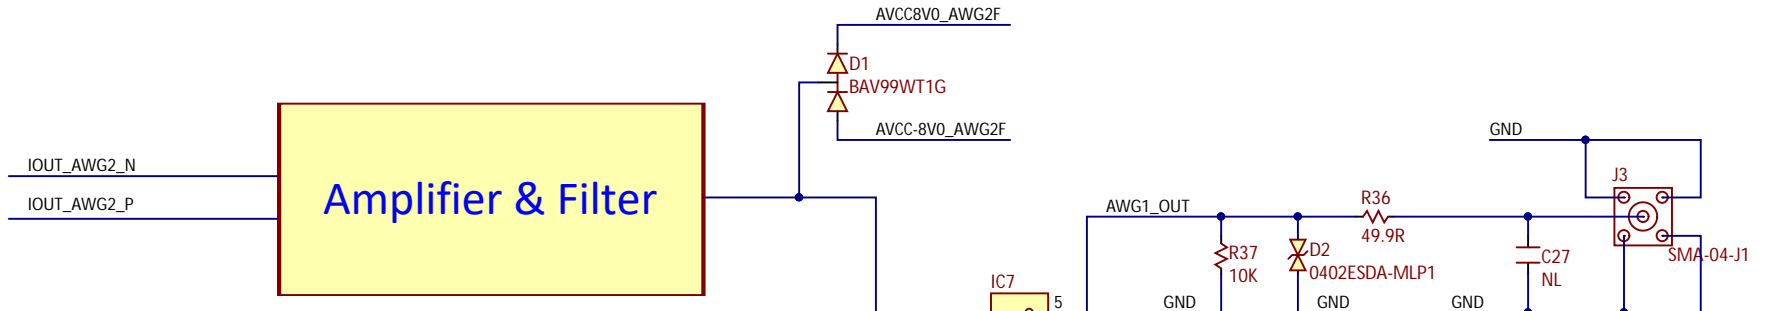 AVCC8V0_AWG2F
D1
BAV99WT1G
AVCC-8V0_AWG2F
GND
IOUT_AWG2_N
IOUT_AWG2_P
Amplifier & Filter
J3
R36
AWG1_OUT
49.9R
R37
10K
D2
0402ESDA-MLP1
C27
NL
SMA-04-J1
IC7
5
GND
GND
GND